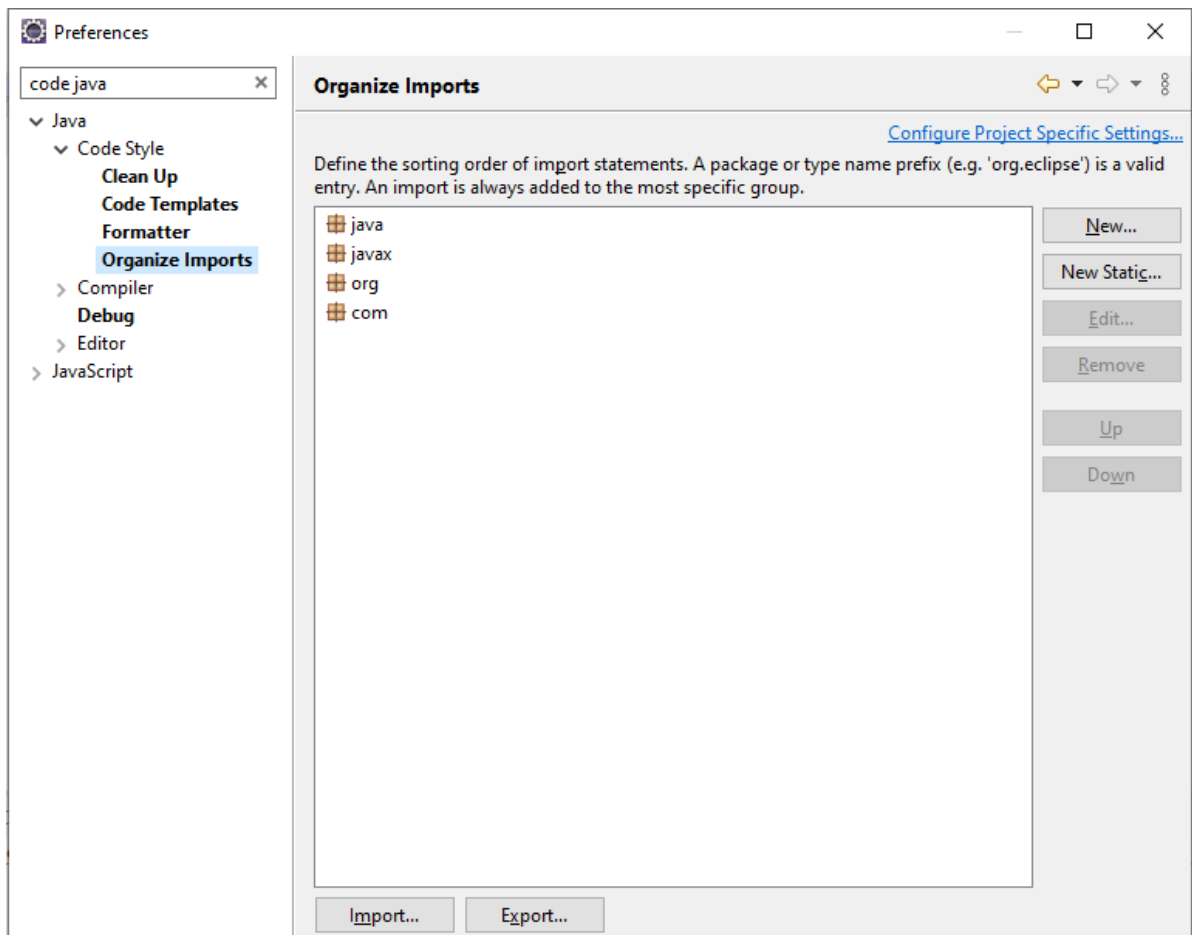 Preferences
code java
Java
Code Style
Clean Up
Code Templates
Formatter
Organize Imports
Compiler
Debug
Editor
JavaScript
Organize Imports
Configure Project Specific Settings...
Define the sorting order of import statements. A package or type name prefix (e.g. 'org.eclipse') is a valid
entry. An import is always added to the most specific group.
java
javax
org
com
New...
New Static...
Edit...
Remove
Up
Down
Import...
Export...